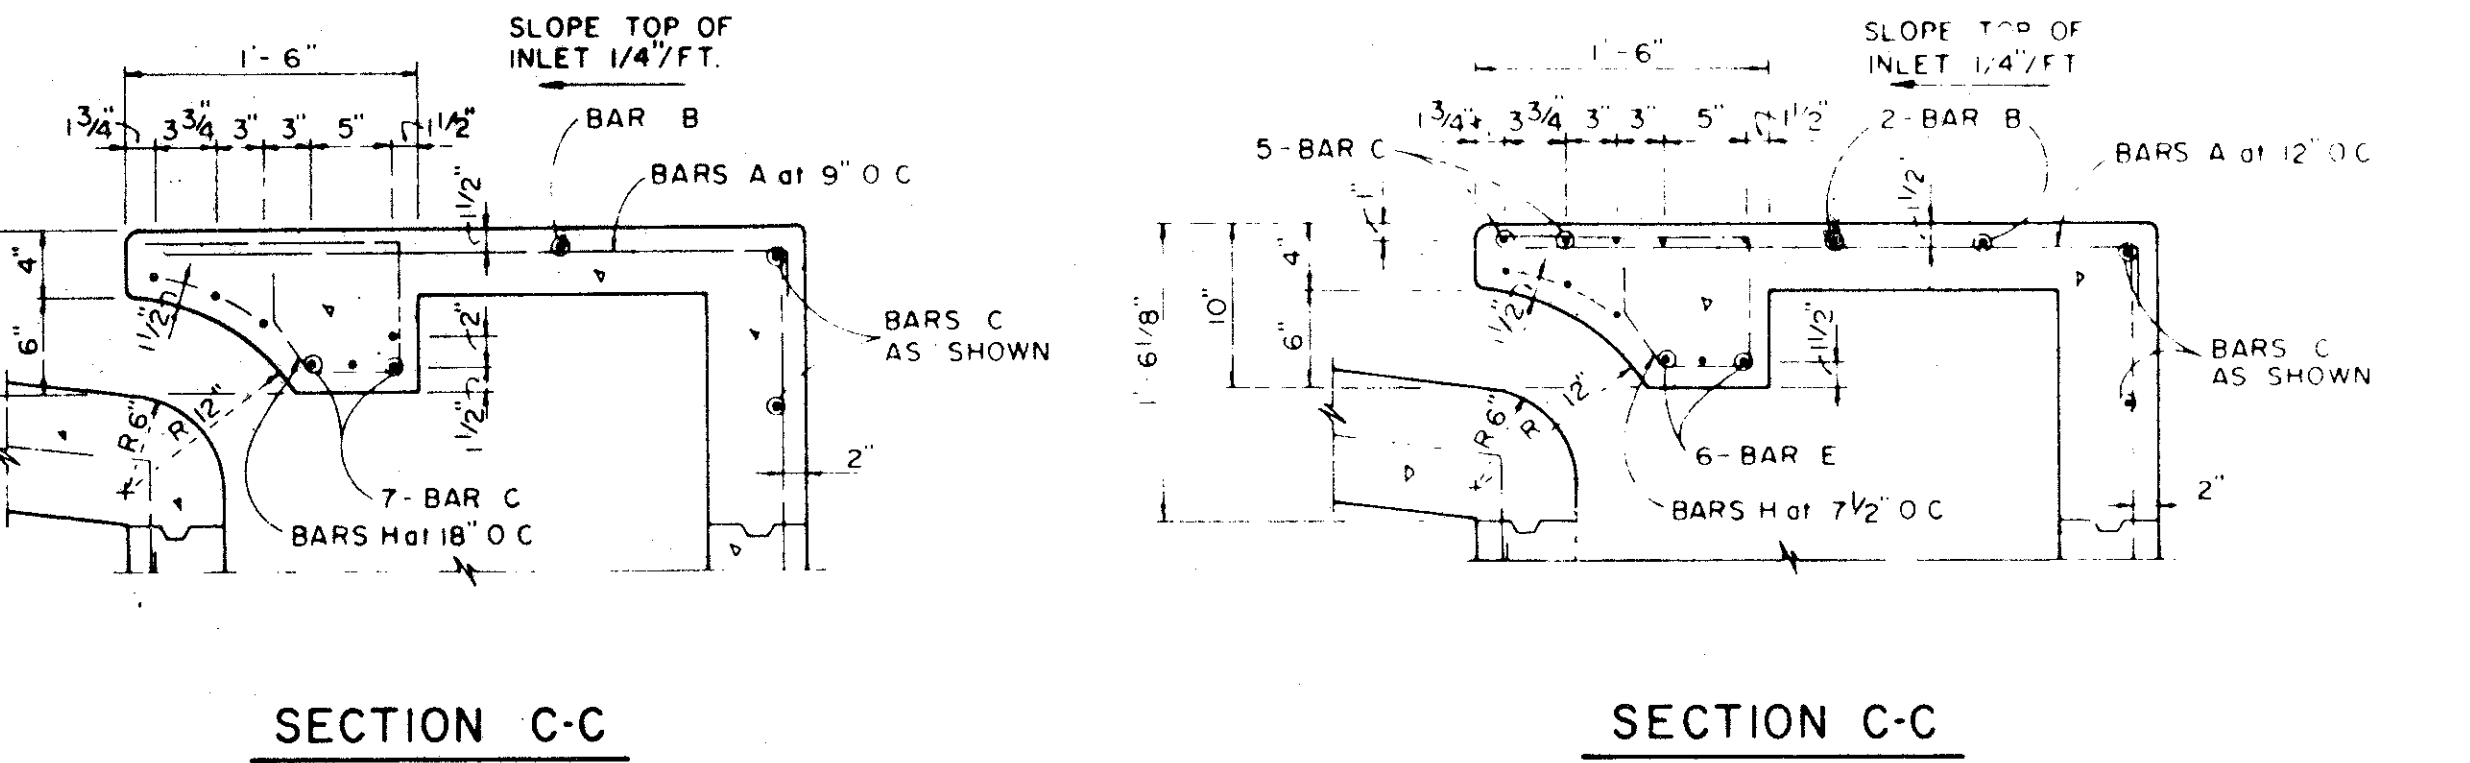 SLOPE TOP OF
INLET 1/4"/FT.
1'-6"
1 3/4" 3 3/4" 3" 3" 5" 1 1/2"
BAR B
BARS A at 9" O C
1 1/2"
4"
6"
1 1/2"
2"
1 1/2"
BARS C
AS SHOWN
R 6"
R 12"
2"
7-BAR C
BARS H at 18" O C
SECTION C-C
SLOPE TOP OF
INLET 1/4"/FT
1'-6"
1 3/4" 3 3/4" 3" 3" 5" 1 1/2"
2-BAR B
5-BAR C
BARS A at 12" O C
1"
1 1/2
4"
10"
6"
1'-6 1/8"
1 1/2"
1 1/2"
BARS C
AS SHOWN
R 6"
R 12"
6-BAR E
2"
BARS H at 7 1/2" O C
SECTION C-C